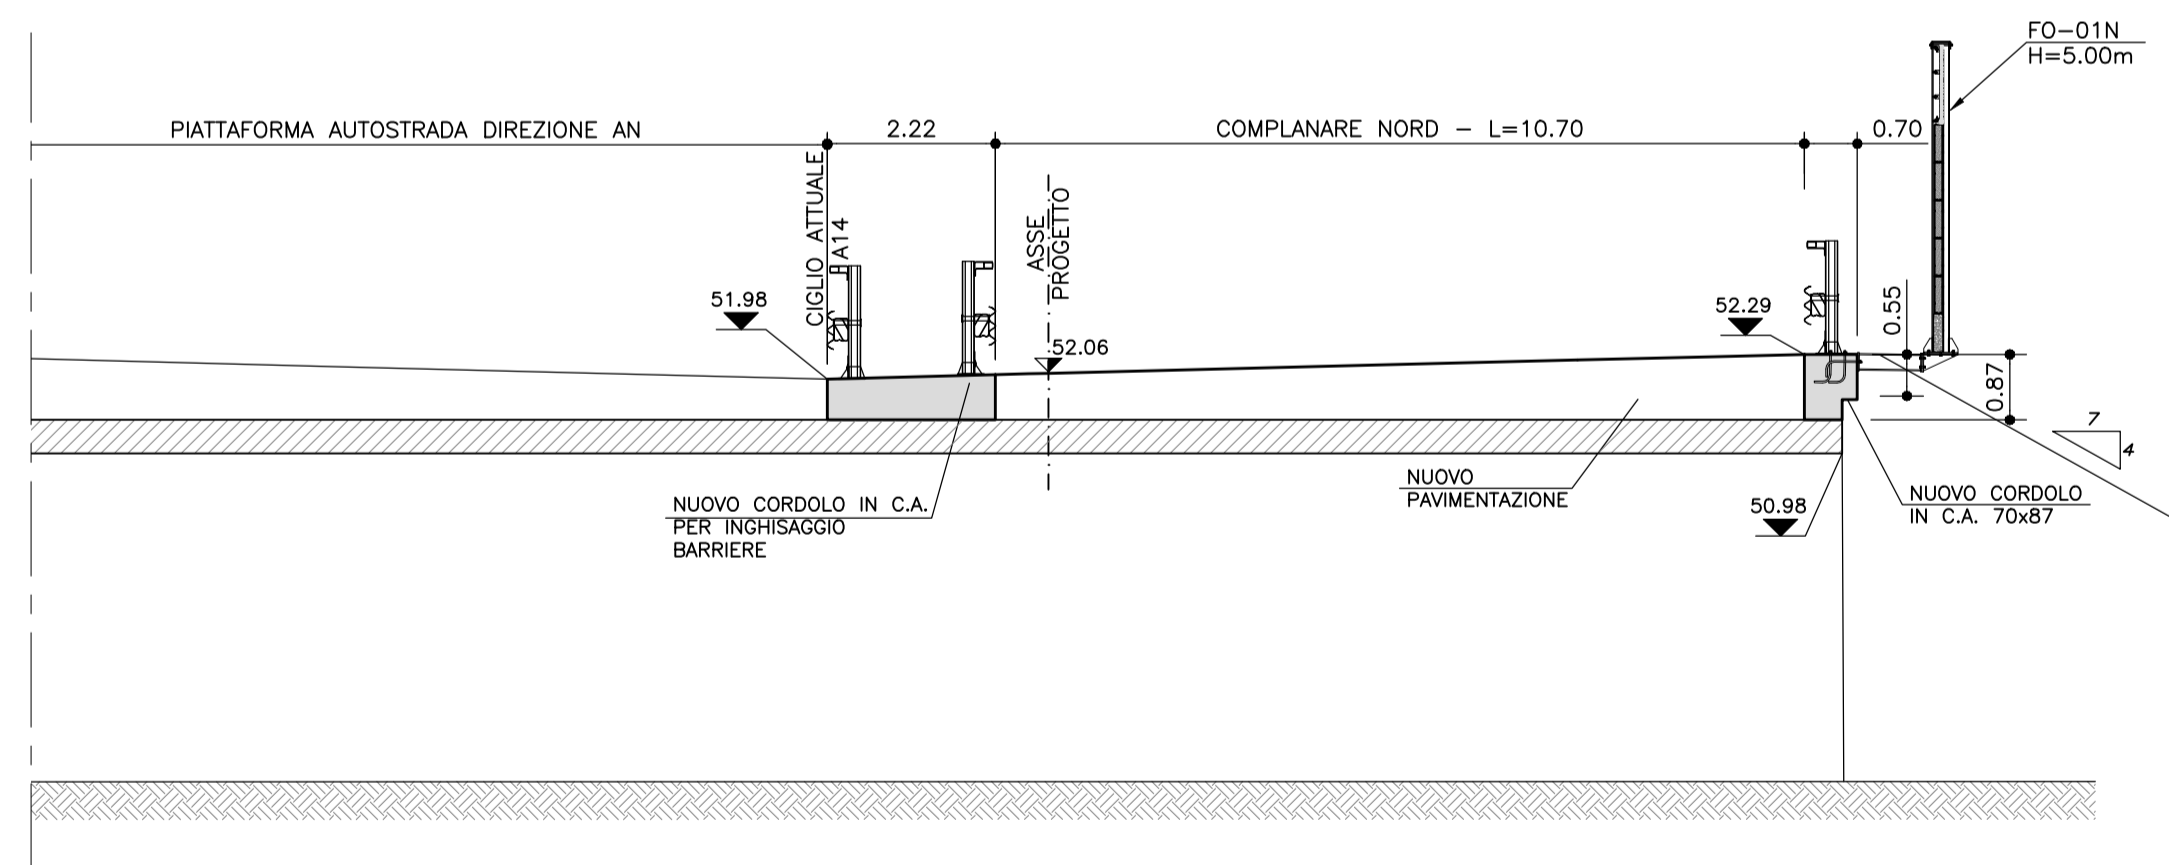 FO-01N
H=5.00m
PIATTAFORMA AUTOSTRADA DIREZIONE AN
2.22
COMPLANARE NORD - L=10.70
0.70
CIGLIO ATTUALE
A14
ASSE
PROGETTO
51.98
52.06
52.29
0.55
0.87
7
4
NUOVO CORDOLO IN C.A.
PER INGHISAGGIO
BARRIERE
NUOVO
PAVIMENTAZIONE
50.98
NUOVO CORDOLO
IN C.A. 70x87